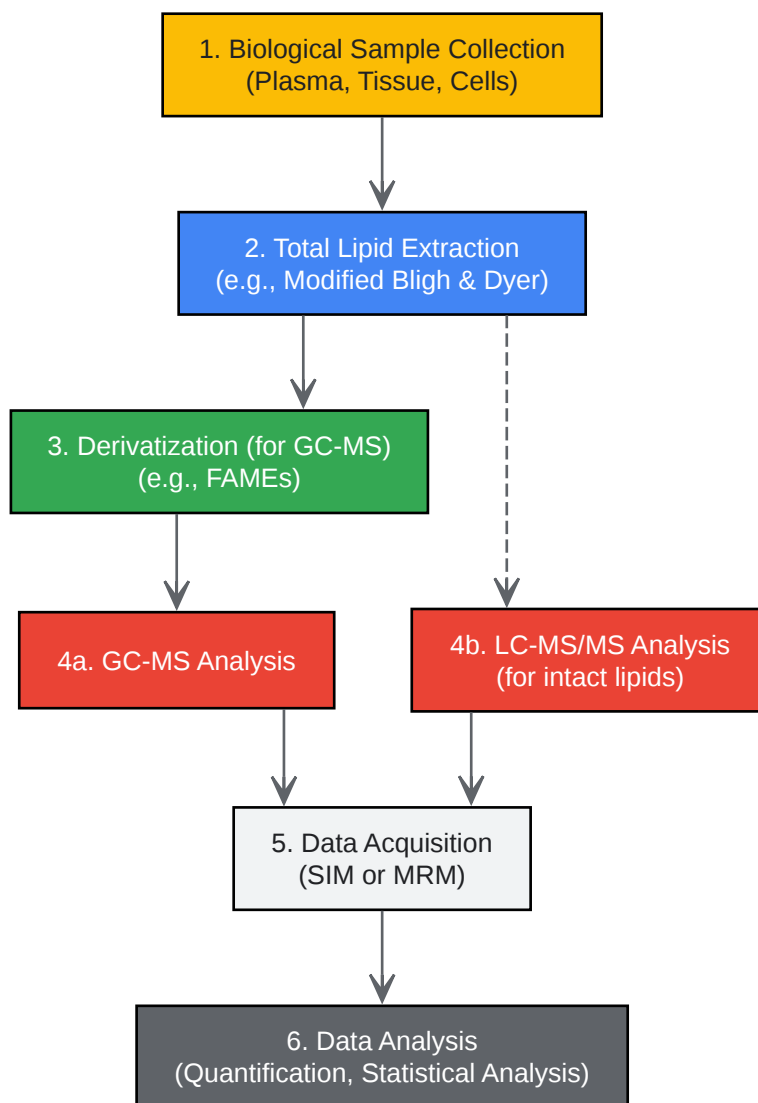 1. Biological Sample Collection
(Plasma, Tissue, Cells)
2. Total Lipid Extraction
(e.g., Modified Bligh & Dyer)
3. Derivatization (for GC-MS)
(e.g., FAMEs)
4a. GC-MS Analysis
4b. LC-MS/MS Analysis
(for intact lipids)
5. Data Acquisition
(SIM or MRM)
6. Data Analysis
(Quantification, Statistical Analysis)